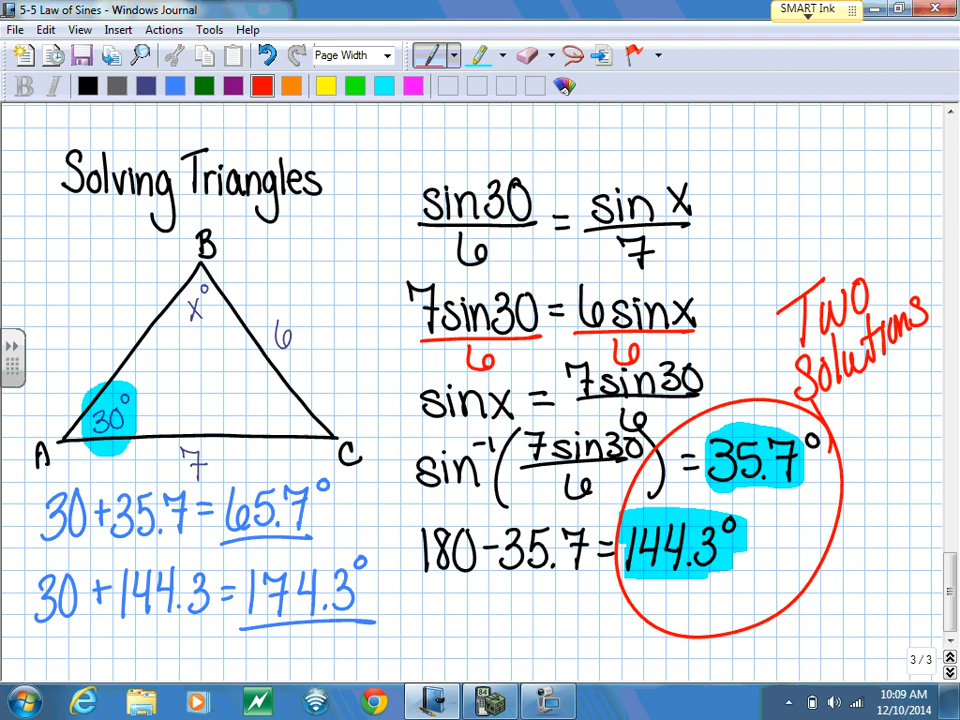 5-5 Law of Sines - Windows Journal
SMART Ink
File Edit View Insert Actions Tools Help
Page Width
B I
Solving Triangles
B
x°
6
30°
A
7
C
30+35.7=65.7°
30+144.3=174.3°
sin30/6 = sin x/7
7sin30/6 = 6sinx/6
sinx = 7sin30/6
sin⁻¹(7sin30/6) = 35.7°
180-35.7=144.3°
Two
Solutions
3 / 3
84
10:09 AM
12/10/2014